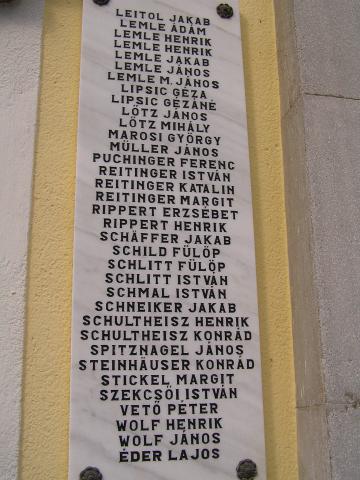 LEITOL JAKAB
LEMLE ÁDÁM
LEMLE HENRIK
LEMLE HENRIK
LEMLE JAKAB
LEMLE JÁNOS
LEMLE M. JÁNOS
LIPSIC GÉZA
LIPSIC GÉZÁNÉ
LŐTZ JÁNOS
LŐTZ MIHÁLY
MAROSI GYÖRGY
MÜLLER JÁNOS
PUCHINGER FERENC
REITINGER ISTVÁN
REITINGER KATALIN
REITINGER MARGIT
RIPPERT ERZSÉBET
RIPPERT HENRIK
SCHÄFFER JAKAB
SCHILD FÜLÖP
SCHLITT FÜLÖP
SCHLITT ISTVÁN
SCHMAL ISTVÁN
SCHNEIKER JAKAB
SCHULTHEISZ HENRIK
SCHULTHEISZ KONRÁD
SPITZNAGEL JÁNOS
STEINHÄUSER KONRÁD
STICKEL MARGIT
SZEKCSŐI ISTVÁN
VETŐ PÉTER
WOLF HENRIK
WOLF JÁNOS
ÉDER LAJOS